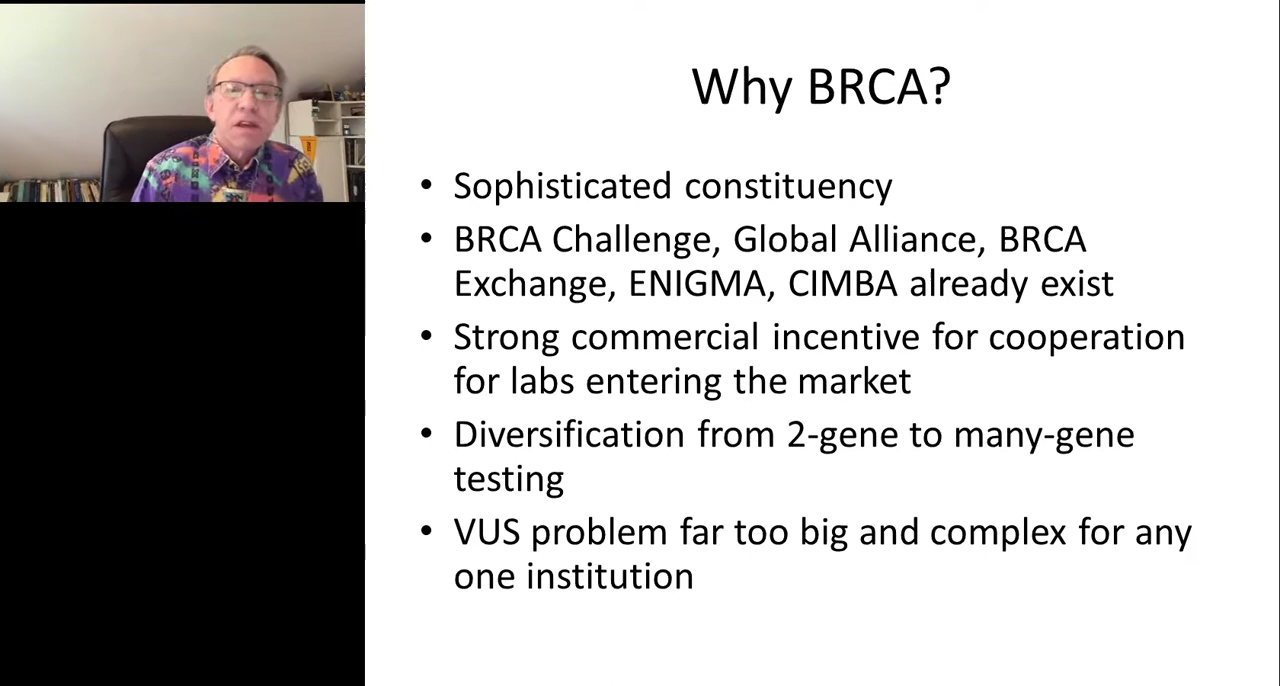 Why BRCA?
• Sophisticated constituency
• BRCA Challenge, Global Alliance, BRCA
Exchange, ENIGMA, CIMBA already exist
• Strong commercial incentive for cooperation
for labs entering the market
• Diversification from 2-gene to many-gene
testing
• VUS problem far too big and complex for any
one institution